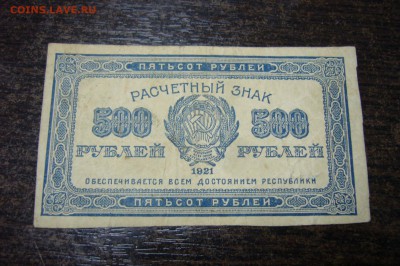 COINS.LAVE.RU
ПЯТЬСОТ РУБЛЕЙ
РАСЧЕТНЫЙ ЗНАК
500 500
РУБЛЕЙ РУБЛЕЙ
1921
ОБЕСПЕЧИВАЕТСЯ ВСЕМ ДОСТОЯНИЕМ РЕСПУБЛИКИ
ПЯТЬСОТ РУБЛЕЙ